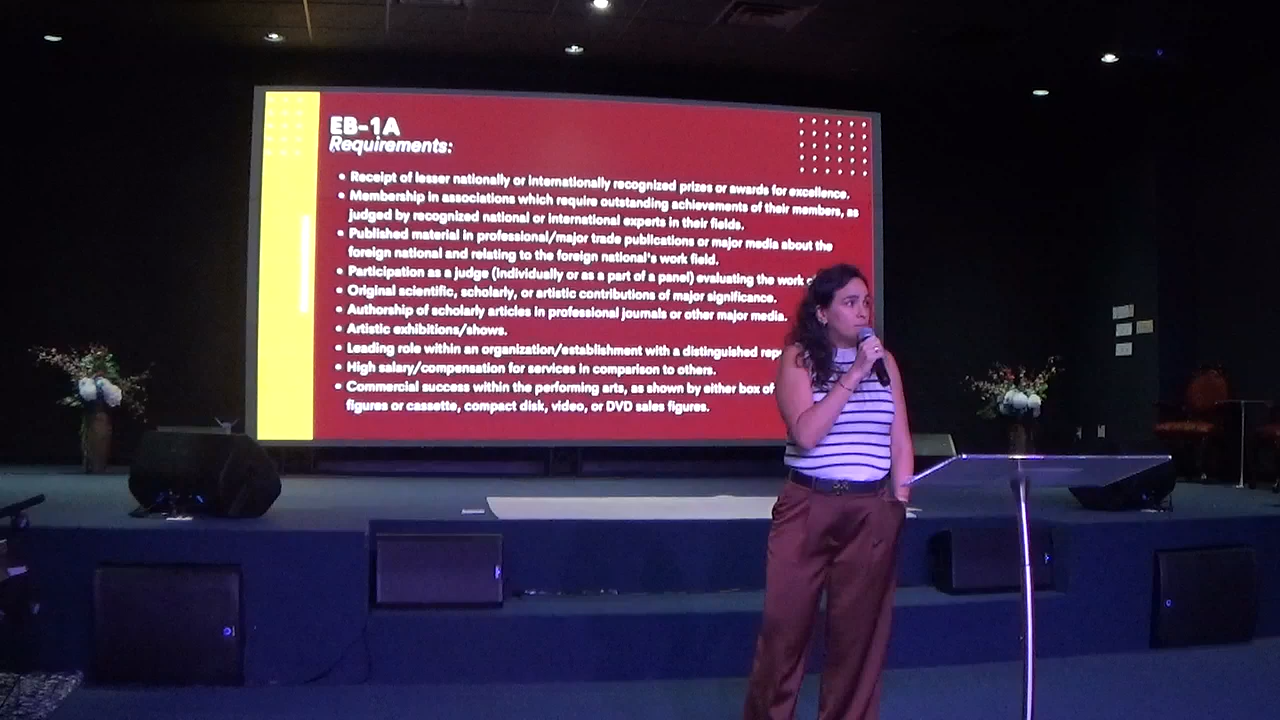 EB-1A
Requirements:
• Receipt of lesser nationally or internationally recognized prizes or awards for excellence.
• Membership in associations which require outstanding achievements of their members, as
judged by recognized national or international experts in their fields.
• Published material in professional/major trade publications or major media about the
foreign national and relating to the foreign national's work field.
• Participation as a judge (individually or as a part of a panel) evaluating the work
• Original scientific, scholarly, or artistic contributions of major significance.
• Authorship of scholarly articles in professional journals or other major media.
• Artistic exhibitions/shows.
• Leading role within an organization/establishment with a distinguished
• High salary/compensation for services in comparison to others.
• Commercial success within the performing arts, as shown by either box of
figures or cassette, compact disk, video, or DVD sales figures.